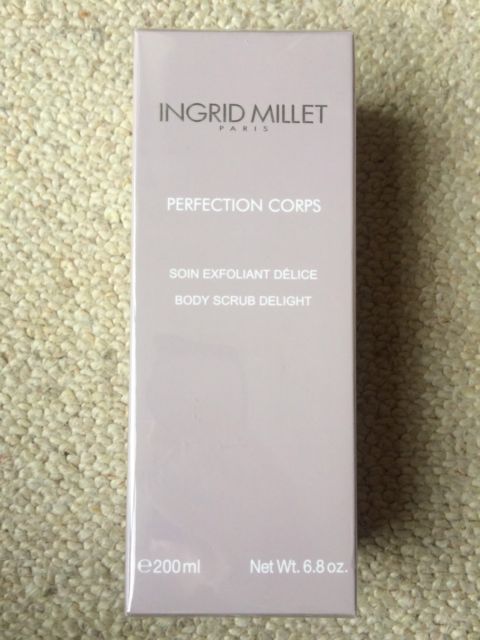 INGRID MILLET
PARIS
PERFECTION CORPS
SOIN EXFOLIANT DÉLICE
BODY SCRUB DELIGHT
℮200ml Net Wt. 6.8 oz.